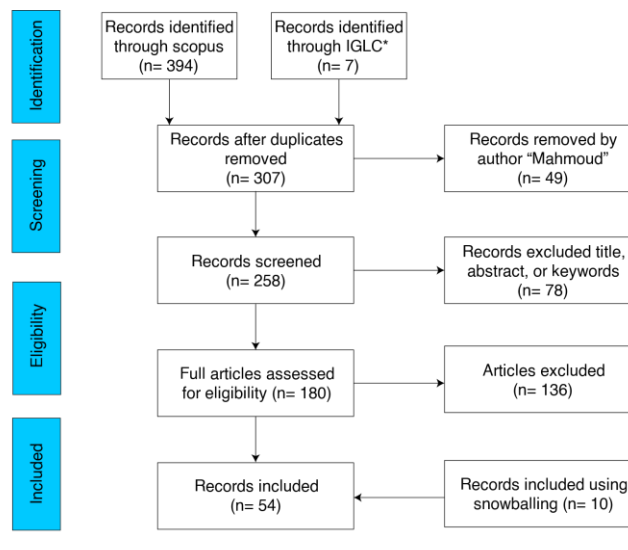 Identification
Records identified
through scopus
(n= 394)
Records identified
through IGLC*
(n= 7)
Screening
Records after duplicates
removed
(n= 307)
Records removed by
author “Mahmoud”
(n= 49)
Records screened
(n= 258)
Records excluded title,
abstract, or keywords
(n= 78)
Eligibility
Full articles assessed
for eligibility (n= 180)
Articles excluded
(n= 136)
Included
Records included
(n= 54)
Records included using
snowballing (n= 10)